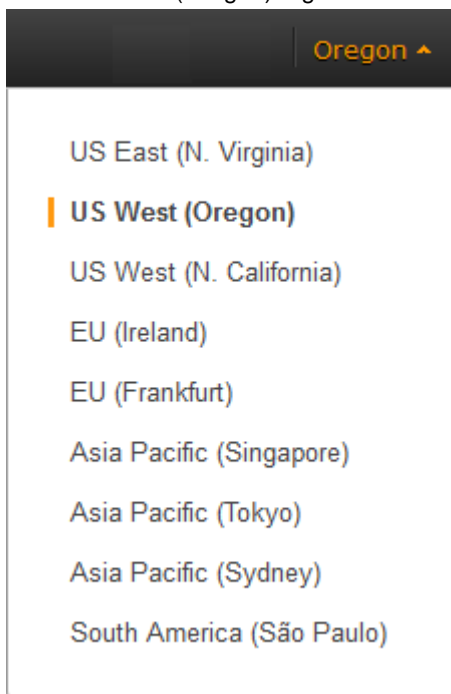 Oregon
US East (N. Virginia)
US West (Oregon)
US West (N. California)
EU (Ireland)
EU (Frankfurt)
Asia Pacific (Singapore)
Asia Pacific (Tokyo)
Asia Pacific (Sydney)
South America (São Paulo)